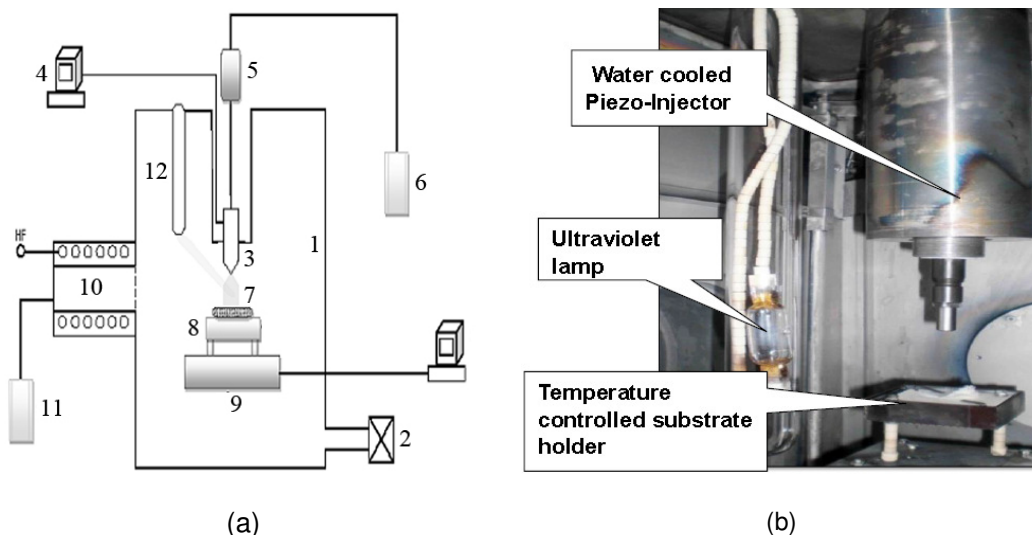 4
5
12
6
HF
3
1
10
7
8
11
9
2
(a)
Water cooled
Piezo-Injector
Ultraviolet
lamp
Temperature
controlled substrate
holder
(b)